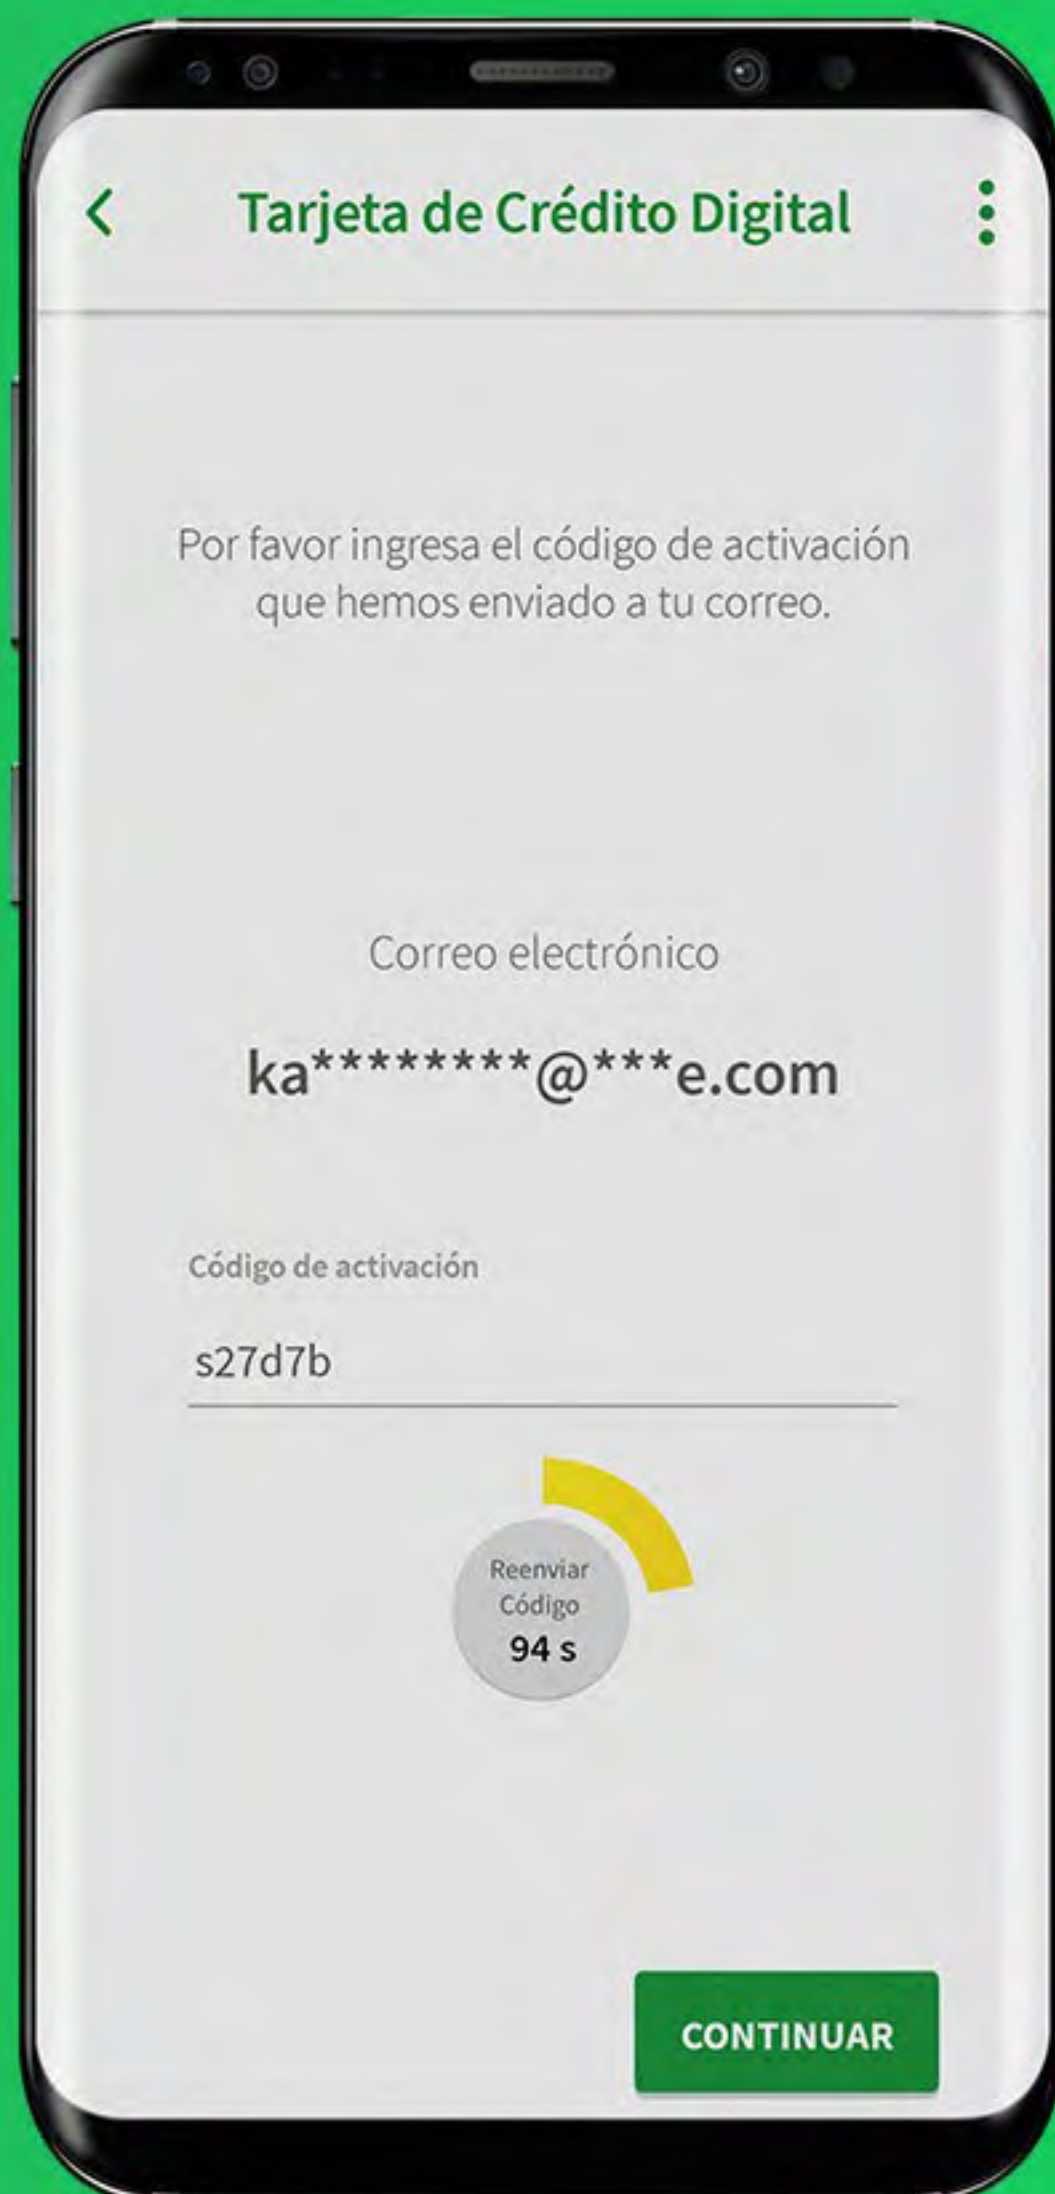 Tarjeta de Crédito Digital
Por favor ingresa el código de activación
que hemos enviado a tu correo.
Correo electrónico
ka********@***e.com
Código de activación
s27d7b
Reenviar
Código
94 s
CONTINUAR